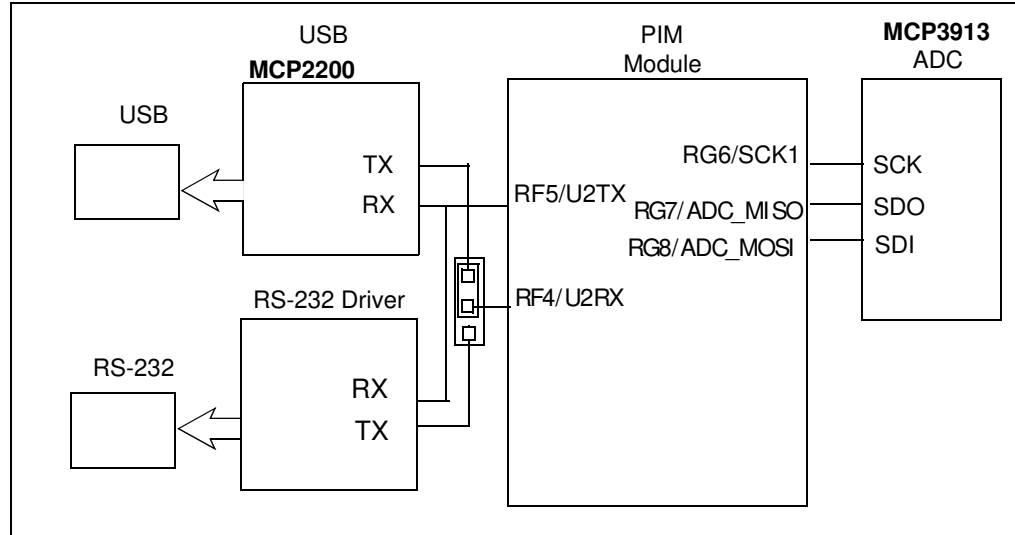 USB
MCP2200
PIM
Module
MCP3913
ADC
USB
TX
RX
RF5/U2TX
RG6/SCK1
RG7/ADC_MISO
RG8/ADC_MOSI
SCK
SDO
SDI
RS-232 Driver
RF4/U2RX
RS-232
RX
TX